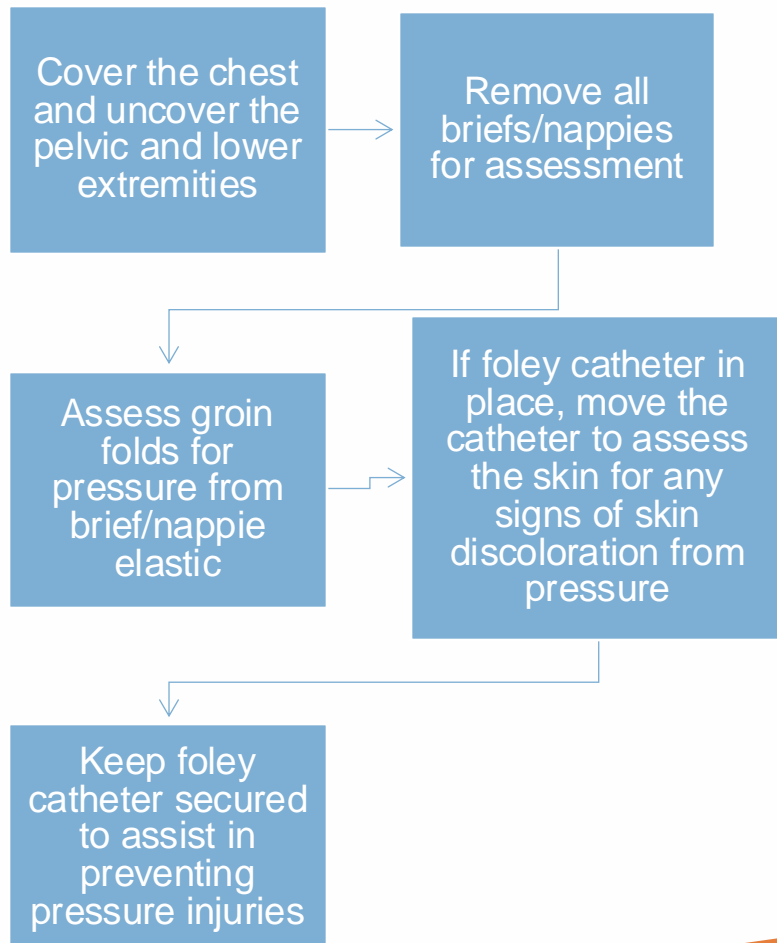 Cover the chest
and uncover the
pelvic and lower
extremities
Remove all
briefs/nappies
for assessment
Assess groin
folds for
pressure from
brief/nappie
elastic
If foley catheter in
place, move the
catheter to assess
the skin for any
signs of skin
discoloration from
pressure
Keep foley
catheter secured
to assist in
preventing
pressure injuries